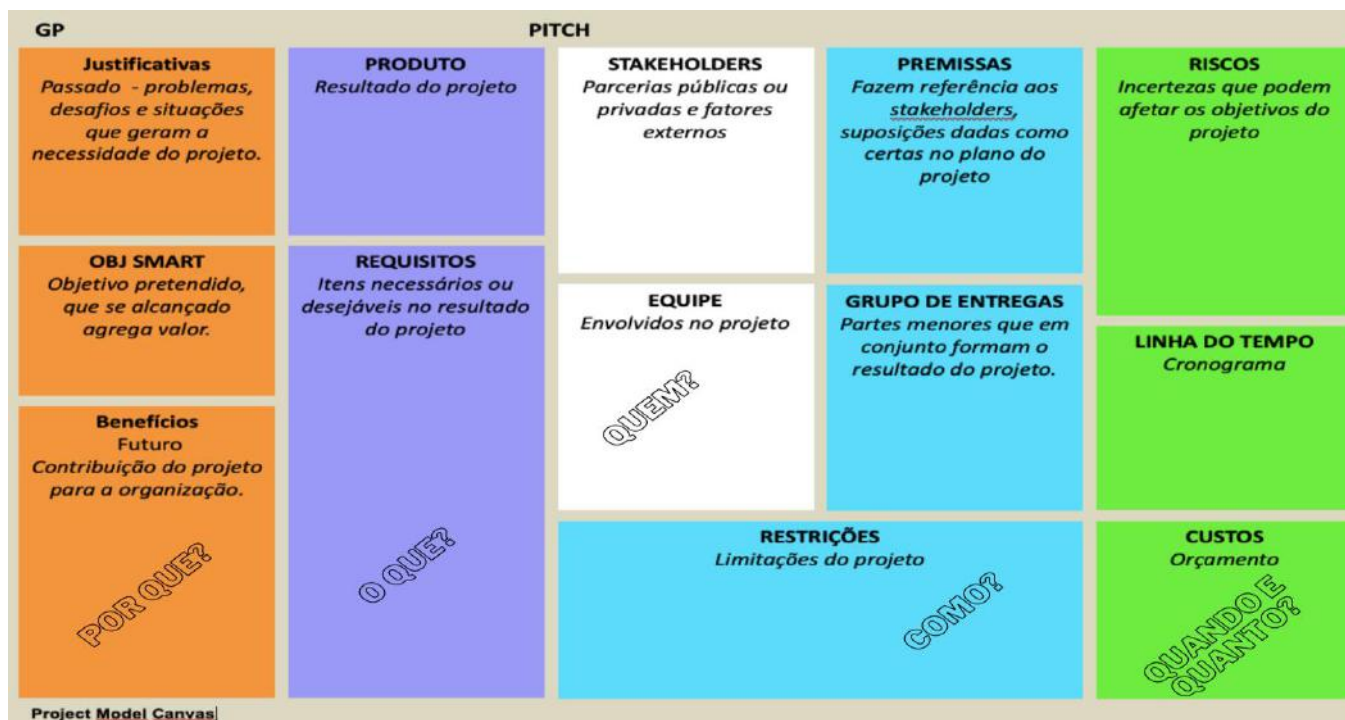 GP
PITCH
Justificativas
Passado - problemas,
desafios e situações
que geram a
necessidade do projeto.
OBJ SMART
Objetivo pretendido,
que se alcançado
agrega valor.
Benefícios
Futuro
Contribuição do projeto
para a organização.
POR QUE?
PRODUTO
Resultado do projeto
REQUISITOS
Itens necessários ou
desejáveis no resultado
do projeto
O QUE?
STAKEHOLDERS
Parcerias públicas ou
privadas e fatores
externos
EQUIPE
Envolvidos no projeto
QUEM?
PREMISSAS
Fazem referência aos
stakeholders,
suposições dadas como
certas no plano do
projeto
GRUPO DE ENTREGAS
Partes menores que em
conjunto formam o
resultado do projeto.
RESTRIÇÕES
Limitações do projeto
COMO?
RISCOS
Incertezas que podem
afetar os objetivos do
projeto
LINHA DO TEMPO
Cronograma
CUSTOS
Orçamento
QUANDO E
QUANTO?
Project Model Canvas